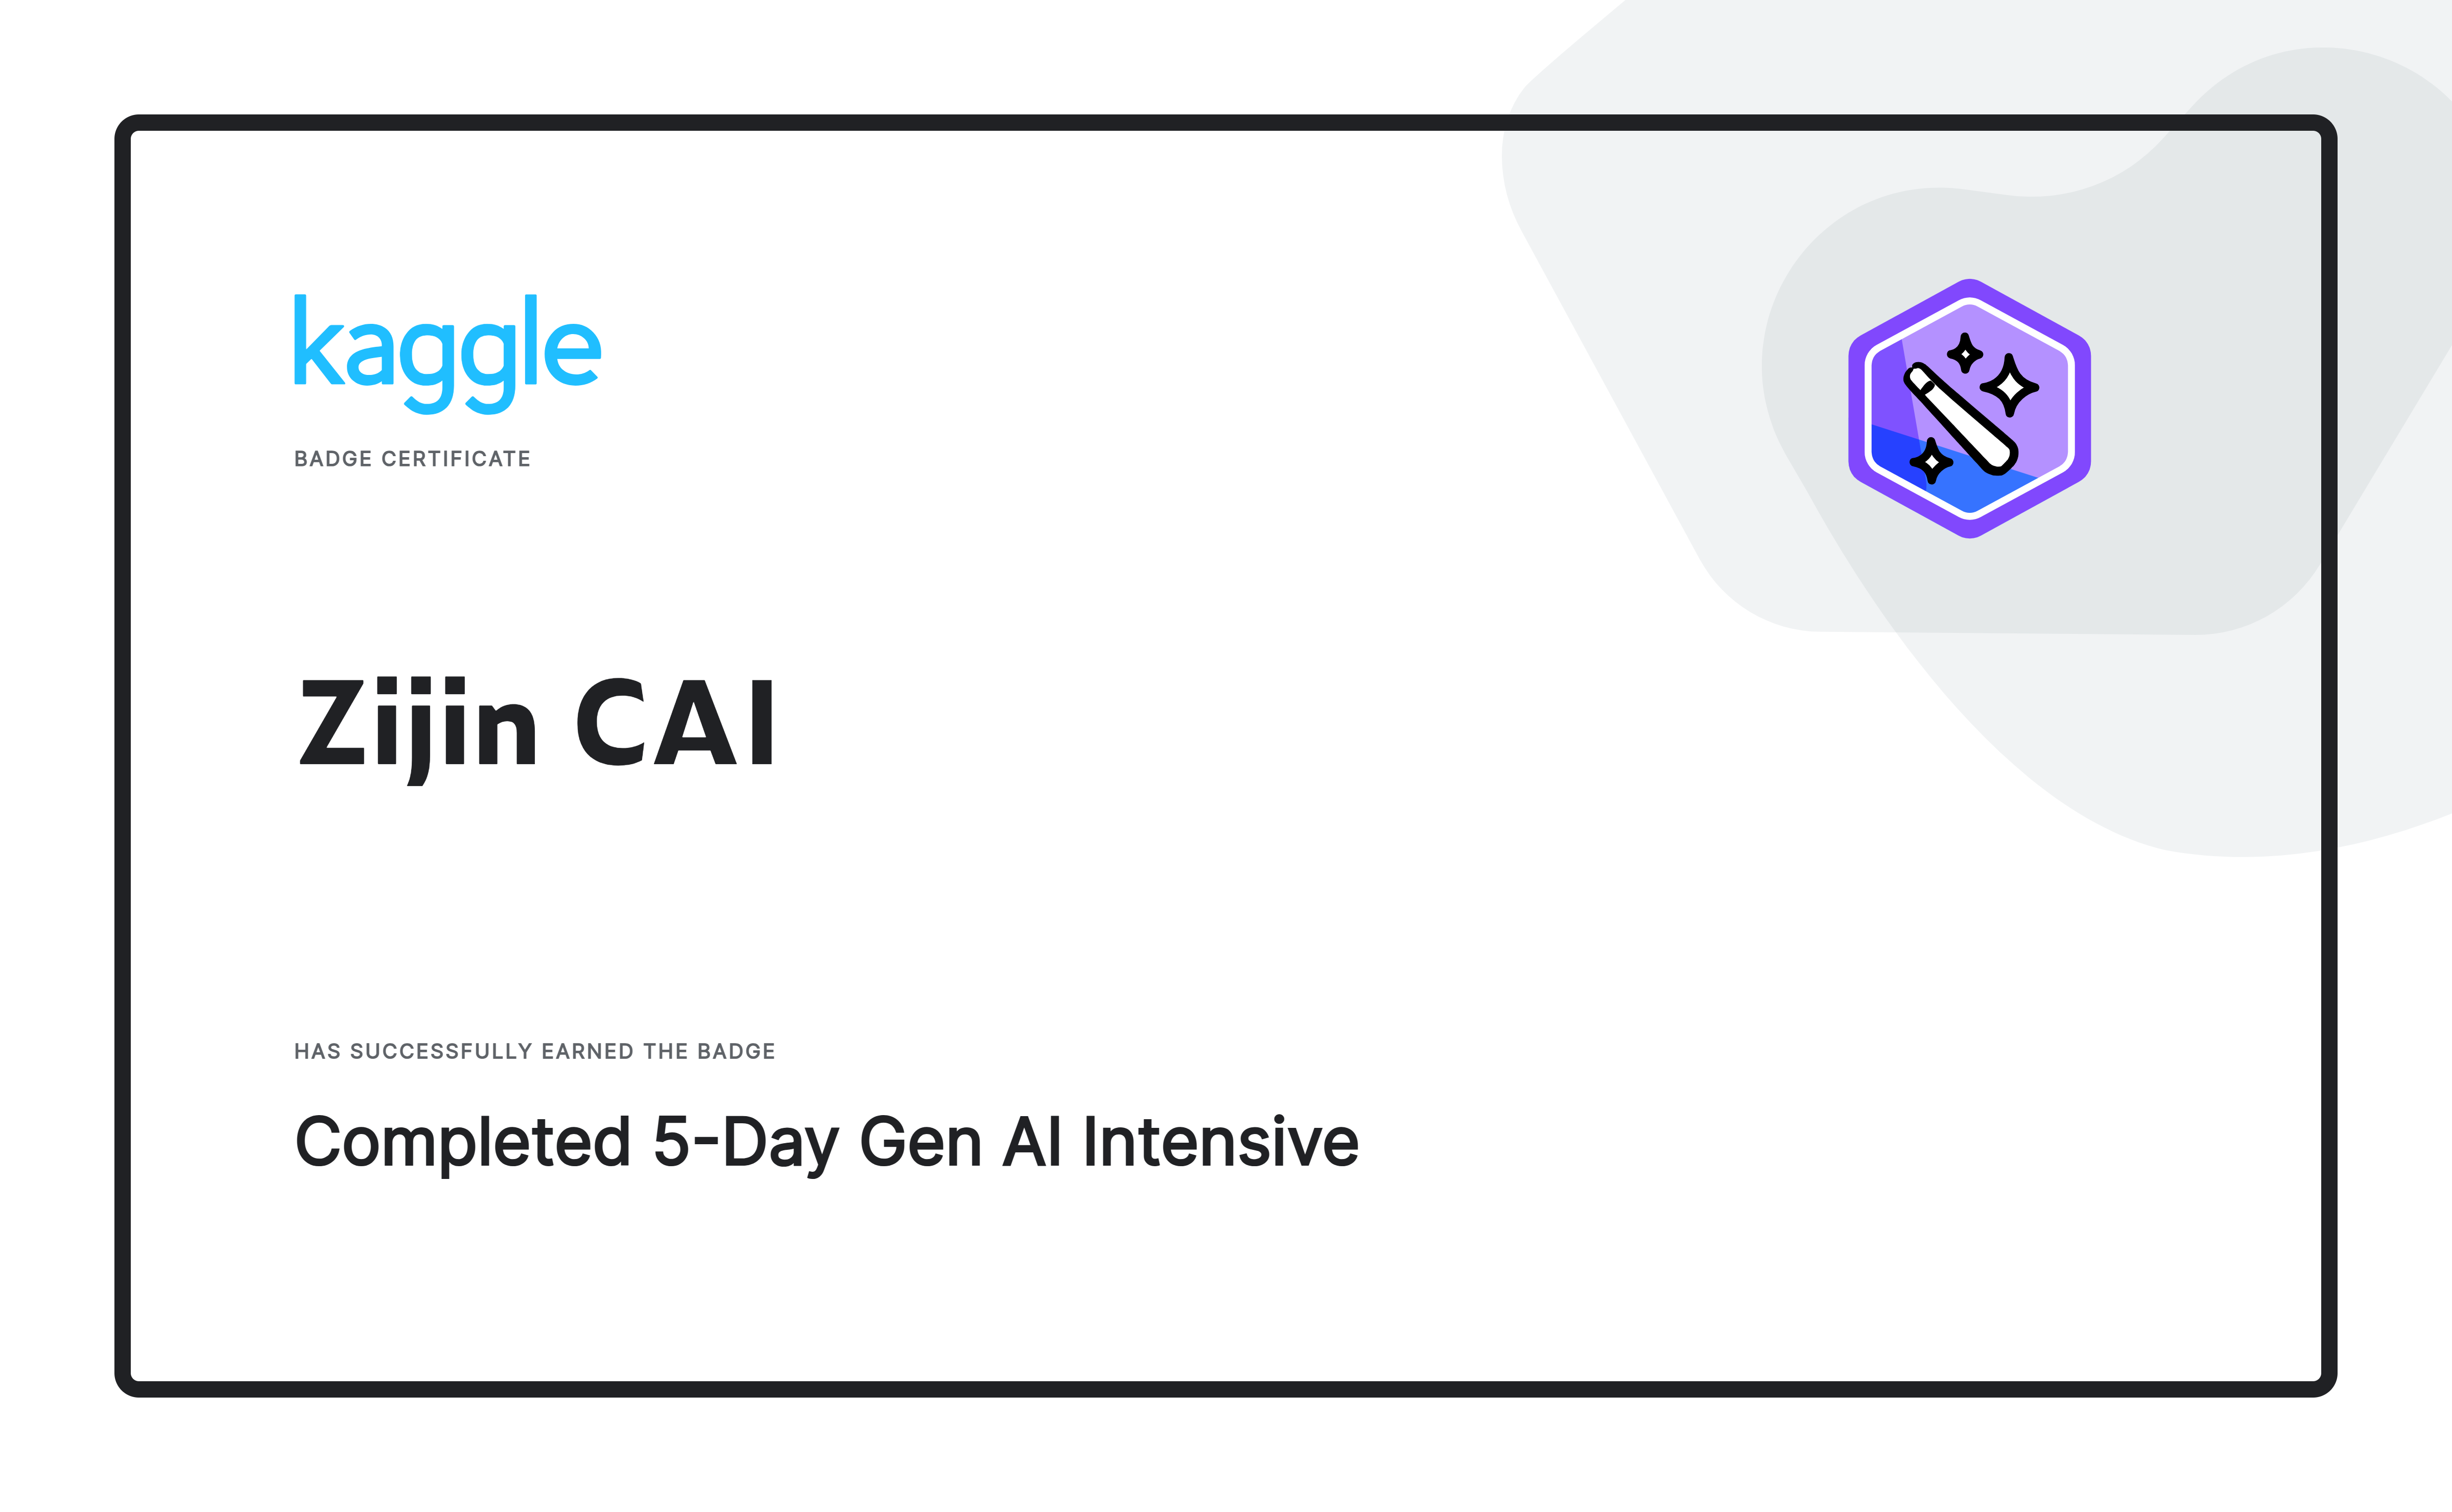 kaggle
BADGE CERTIFICATE
Zijin CAI
HAS SUCCESSFULLY EARNED THE BADGE
Completed 5-Day Gen AI Intensive